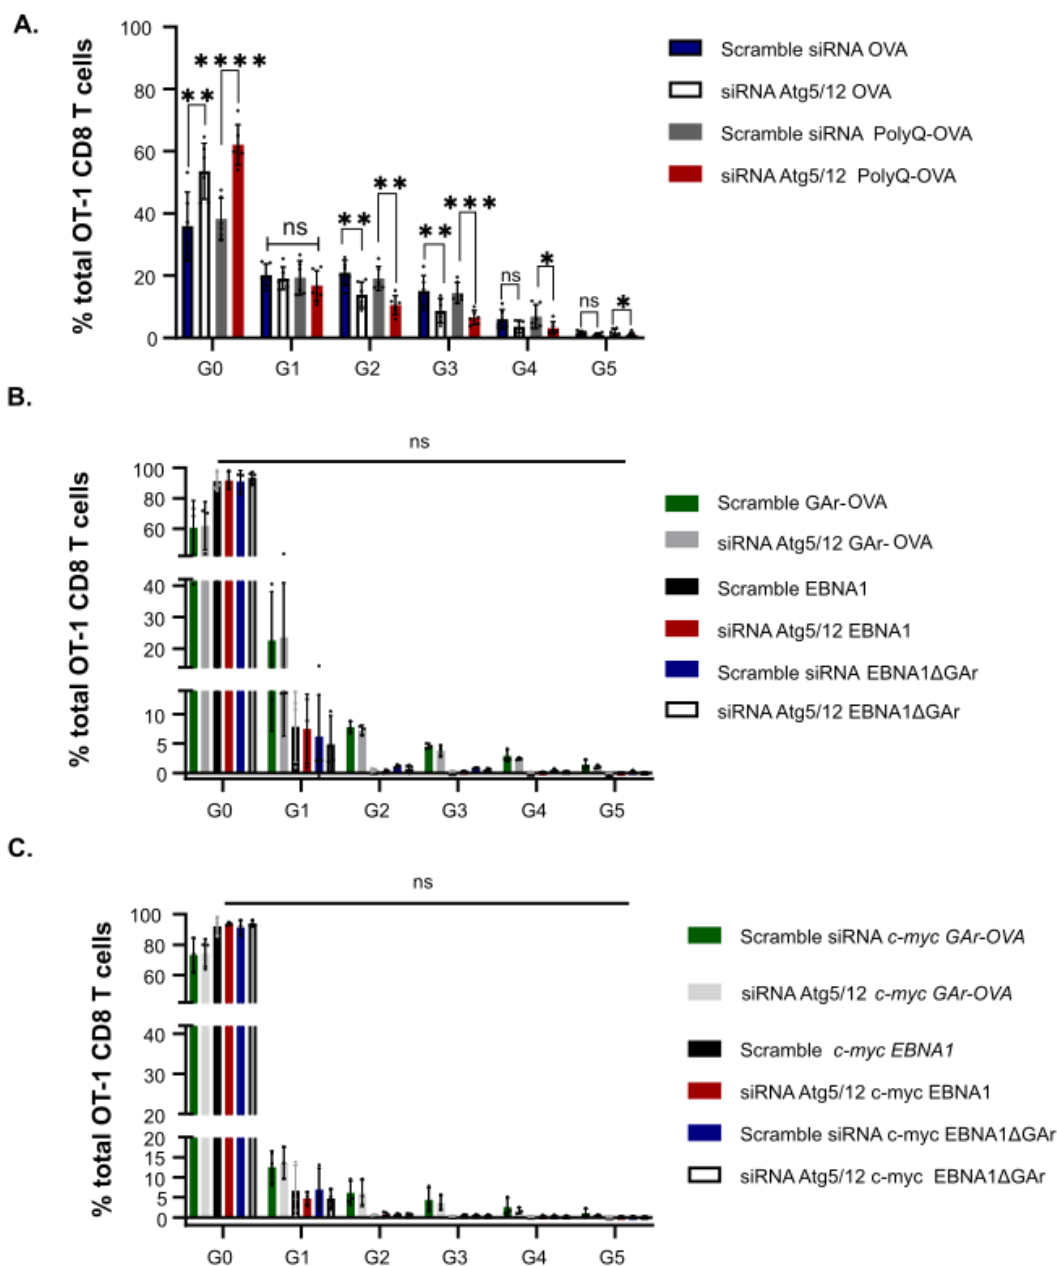 A.
% total OT-1 CD8 T cells
100
80
60
40
20
0
****
**
ns
**
**
**
***
ns
*
ns
*
G0 G1 G2 G3 G4 G5
Scramble siRNA OVA
siRNA Atg5/12 OVA
Scramble siRNA PolyQ-OVA
siRNA Atg5/12 PolyQ-OVA
B.
ns
% total OT-1 CD8 T cells
100
80
60
40
30
20
10
5
0
G0 G1 G2 G3 G4 G5
Scramble GAr-OVA
siRNA Atg5/12 GAr-OVA
Scramble EBNA1
siRNA Atg5/12 EBNA1
Scramble siRNA EBNA1ΔGAr
siRNA Atg5/12 EBNA1ΔGAr
C.
ns
% total OT-1 CD8 T cells
100
80
60
40
30
20
20
15
10
5
0
G0 G1 G2 G3 G4 G5
Scramble siRNA c-myc GAr-OVA
siRNA Atg5/12 c-myc GAr-OVA
Scramble c-myc EBNA1
siRNA Atg5/12 c-myc EBNA1
Scramble siRNA c-myc EBNA1ΔGAr
siRNA Atg5/12 c-myc EBNA1ΔGAr